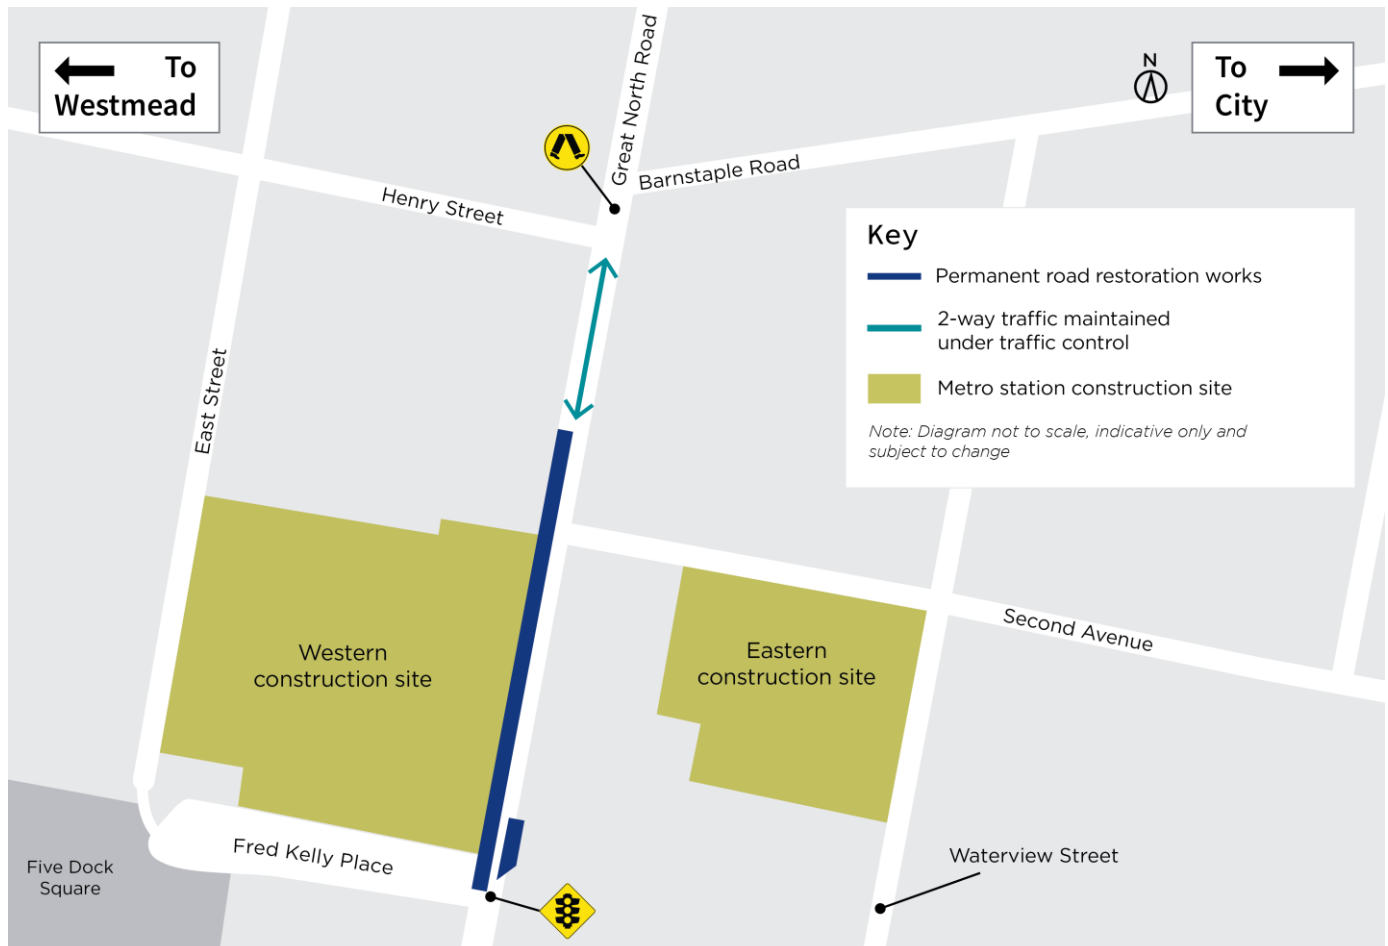 To
Westmead
N
To
City
Great North Road
Barnstaple Road
Henry Street
Key
Permanent road restoration works
2-way traffic maintained
under traffic control
Metro station construction site
Note: Diagram not to scale, indicative only and
subject to change
East Street
Western
construction site
Eastern
construction site
Second Avenue
Fred Kelly Place
Five Dock
Square
Waterview Street